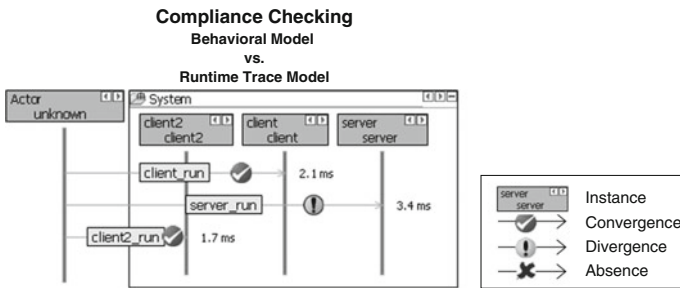 Compliance Checking
Behavioral Model
vs.
Runtime Trace Model
Actor
unknown
System
client2
client2
client
client
server
server
client_run
2.1 ms
server_run
3.4 ms
client2_run
1.7 ms
server
server
Instance
Convergence
Divergence
Absence